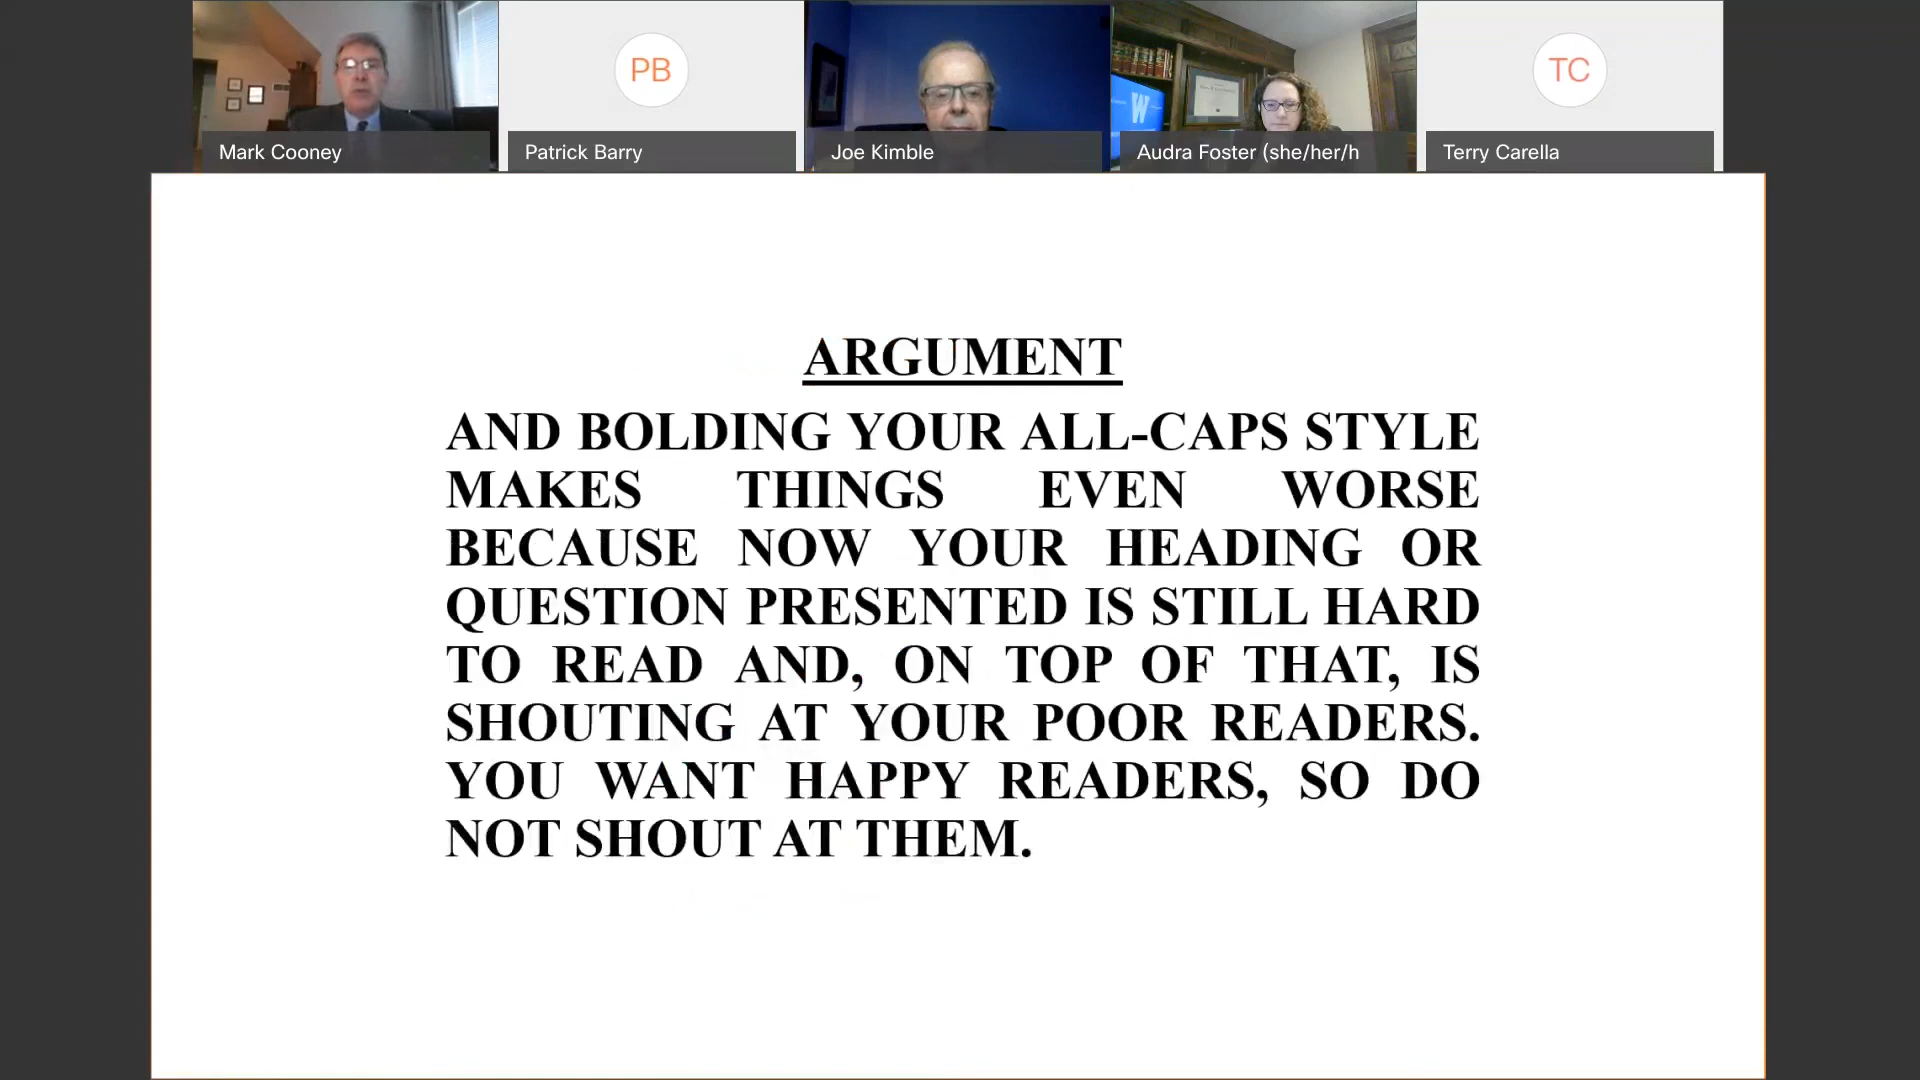 Mark Cooney
PB
Patrick Barry
Joe Kimble
W
Audra Foster (she/her/h
TC
Terry Carella
ARGUMENT
AND BOLDING YOUR ALL-CAPS STYLE
MAKES THINGS EVEN WORSE
BECAUSE NOW YOUR HEADING OR
QUESTION PRESENTED IS STILL HARD
TO READ AND, ON TOP OF THAT, IS
SHOUTING AT YOUR POOR READERS.
YOU WANT HAPPY READERS, SO DO
NOT SHOUT AT THEM.